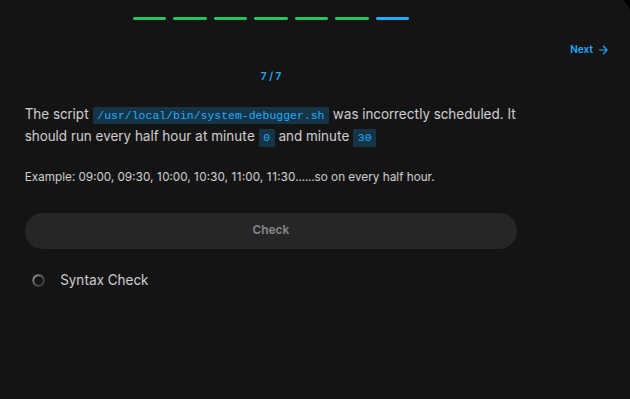 Next →
7 / 7
The script /usr/local/bin/system-debugger.sh was incorrectly scheduled. It
should run every half hour at minute 0 and minute 30
Example: 09:00, 09:30, 10:00, 10:30, 11:00, 11:30......so on every half hour.
Check
Syntax Check